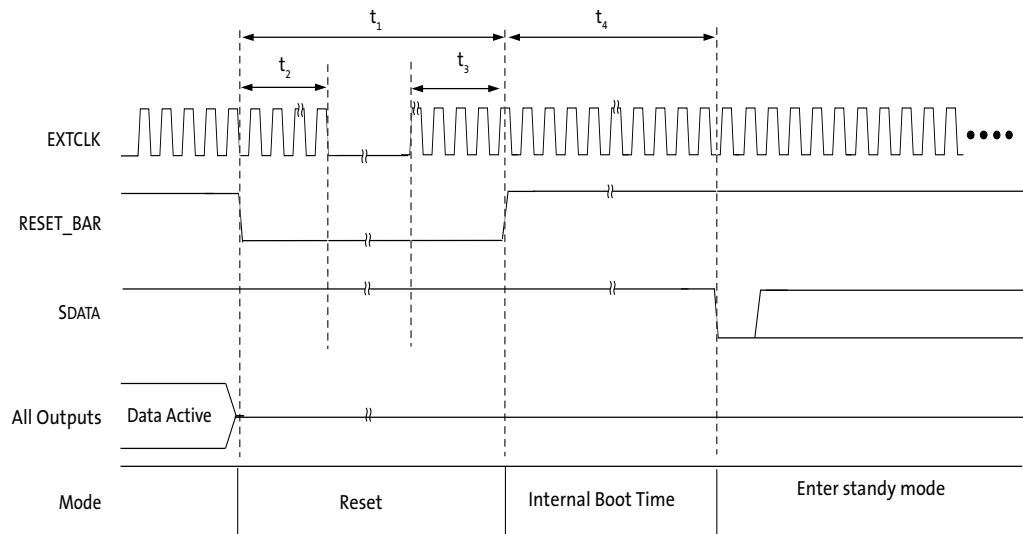 t₁
t₄
t₂
t₃
EXTCLK
RESET_BAR
SDATA
All Outputs
Data Active
Mode
Reset
Internal Boot Time
Enter standy mode